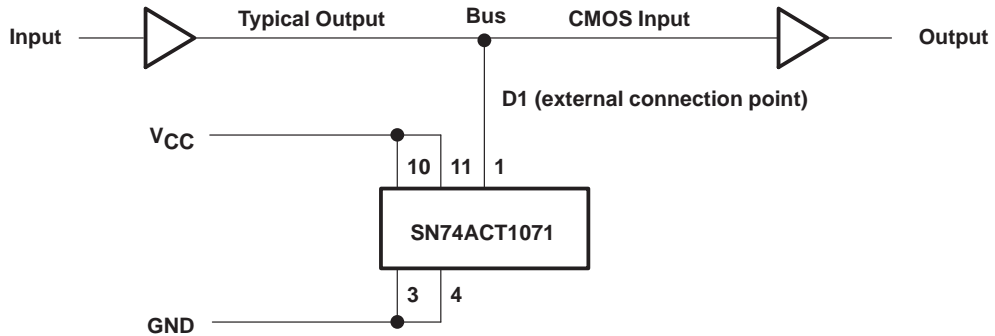 Typical Output
Bus
CMOS Input
Input
Output
D1 (external connection point)
VCC
10
11
1
SN74ACT1071
3
4
GND